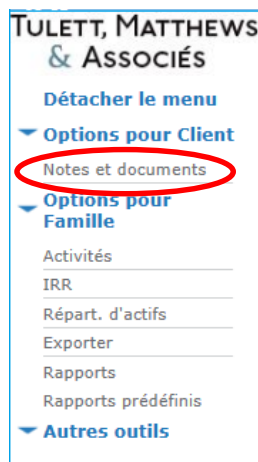 TULETT, MATTHEWS
& ASSOCIÉS
Détacher le menu
Options pour Client
Notes et documents
Options pour
Famille
Activités
IRR
Répart. d'actifs
Exporter
Rapports
Rapports prédéfinis
Autres outils